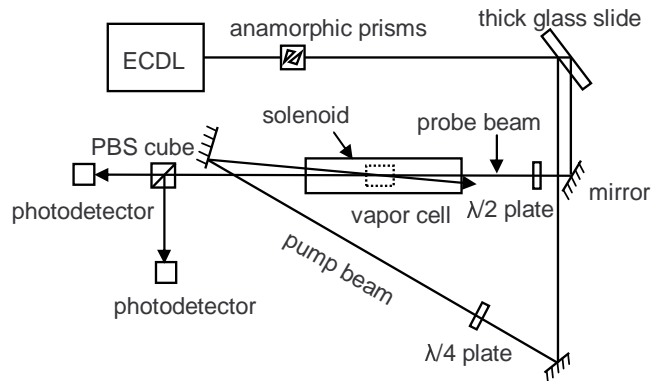 thick glass slide
anamorphic prisms
ECDL
solenoid
probe beam
PBS cube
mirror
photodetector
vapor cell
λ/2 plate
pump beam
photodetector
λ/4 plate